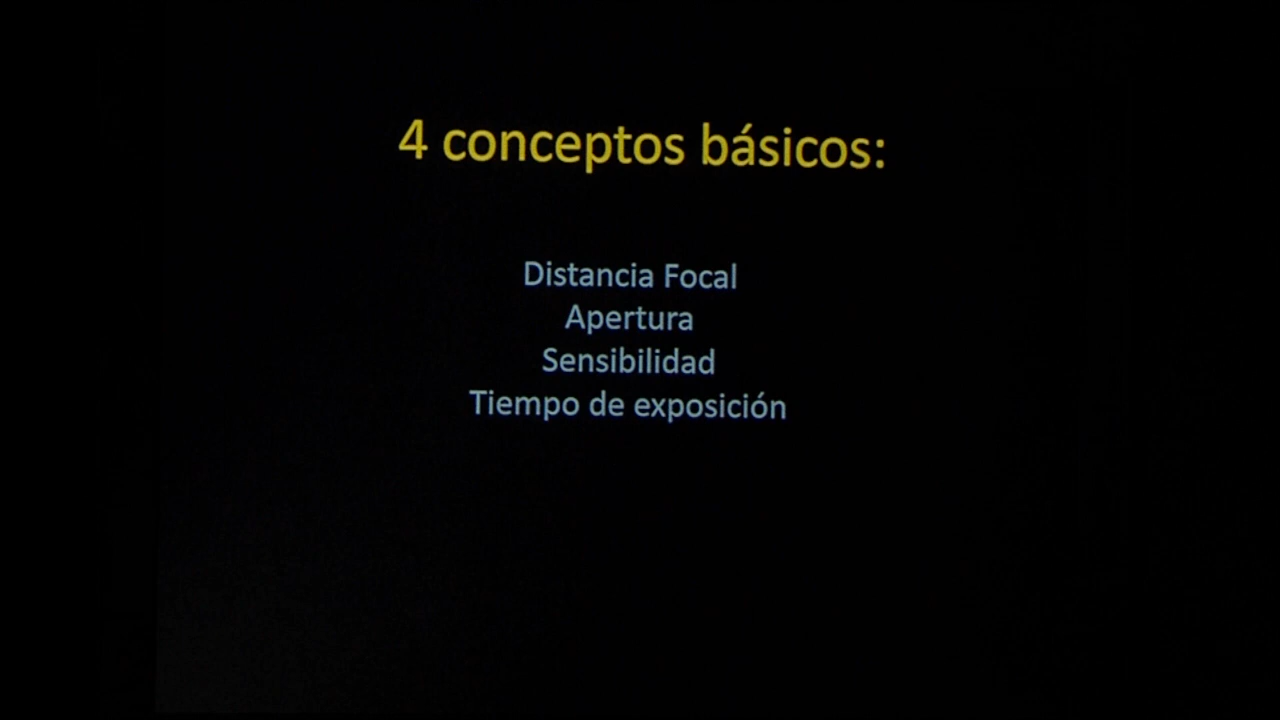 4 conceptos básicos:
Distancia Focal
Apertura
Sensibilidad
Tiempo de exposición